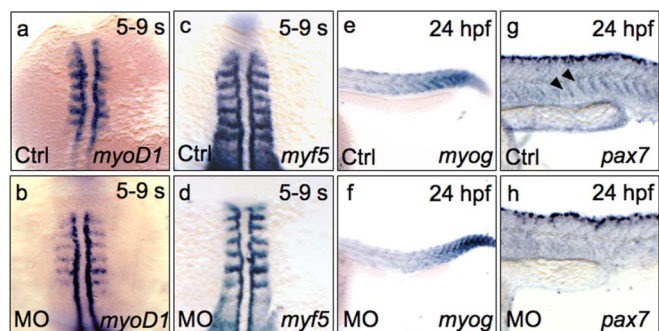 a 5-9 s
Ctrl myoD1
c 5-9 s
Ctrl myf5
e 24 hpf
Ctrl myog
g 24 hpf
Ctrl pax7
b 5-9 s
MO myoD1
d 5-9 s
MO myf5
f 24 hpf
MO myog
h 24 hpf
MO pax7